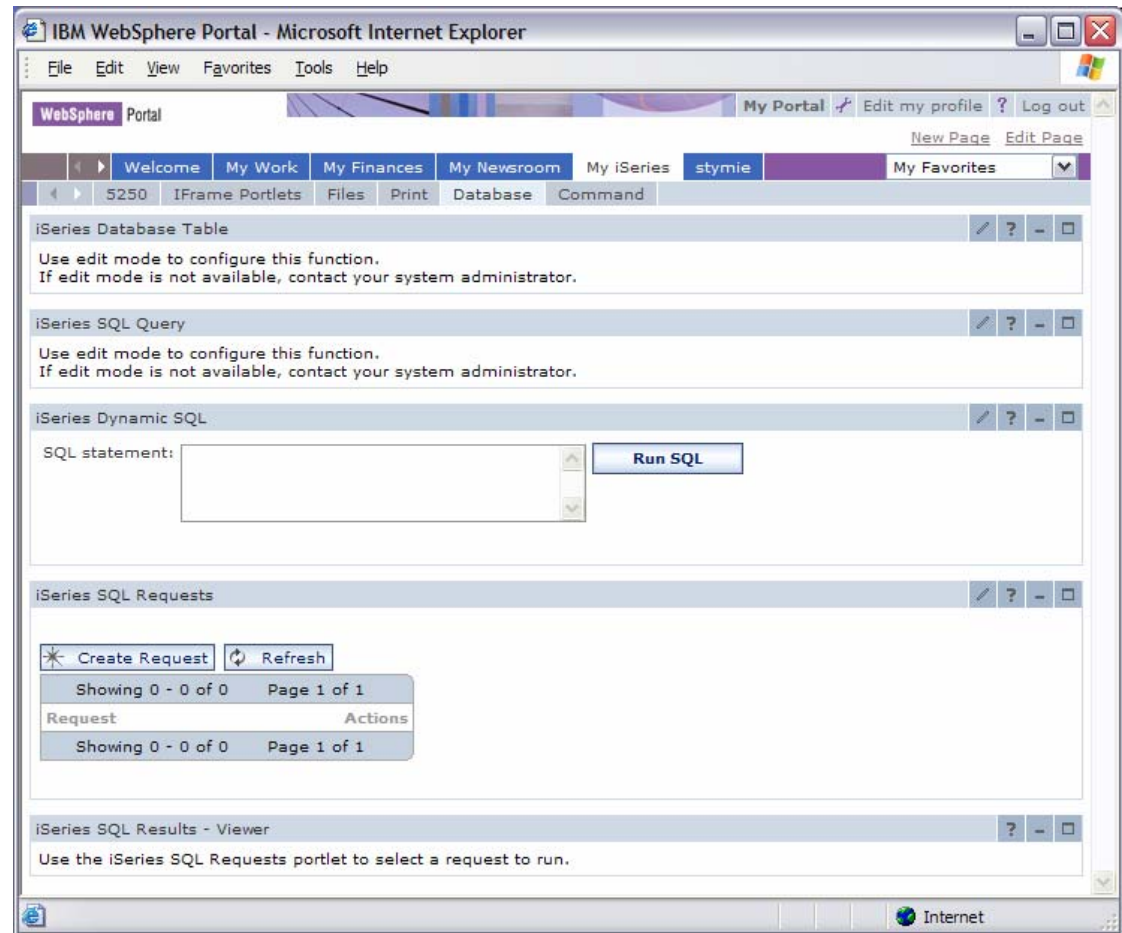 IBM WebSphere Portal - Microsoft Internet Explorer
File Edit View Favorites Tools Help
WebSphere Portal My Portal Edit my profile ? Log out
New Page Edit Page
Welcome My Work My Finances My Newsroom My iSeries stymie My Favorites
5250 IFrame Portlets Files Print Database Command
iSeries Database Table ?
Use edit mode to configure this function.
If edit mode is not available, contact your system administrator.
iSeries SQL Query ?
Use edit mode to configure this function.
If edit mode is not available, contact your system administrator.
iSeries Dynamic SQL ?
SQL statement: Run SQL
iSeries SQL Requests ?
Create Request Refresh
Showing 0 - 0 of 0 Page 1 of 1
Request Actions
Showing 0 - 0 of 0 Page 1 of 1
iSeries SQL Results - Viewer ?
Use the iSeries SQL Requests portlet to select a request to run.
Internet